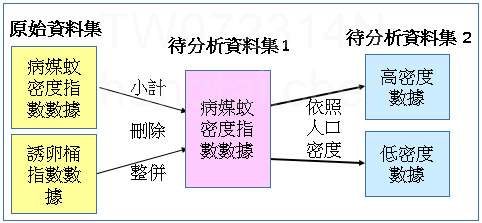 原始資料集
待分析資料集1
待分析資料集 2
病媒蚊
密度指
數數據
誘卵桶
指數數
據
小計
刪除
整併
病媒蚊
密度指
數數據
依照
人口
密度
高密度
數據
低密度
數據